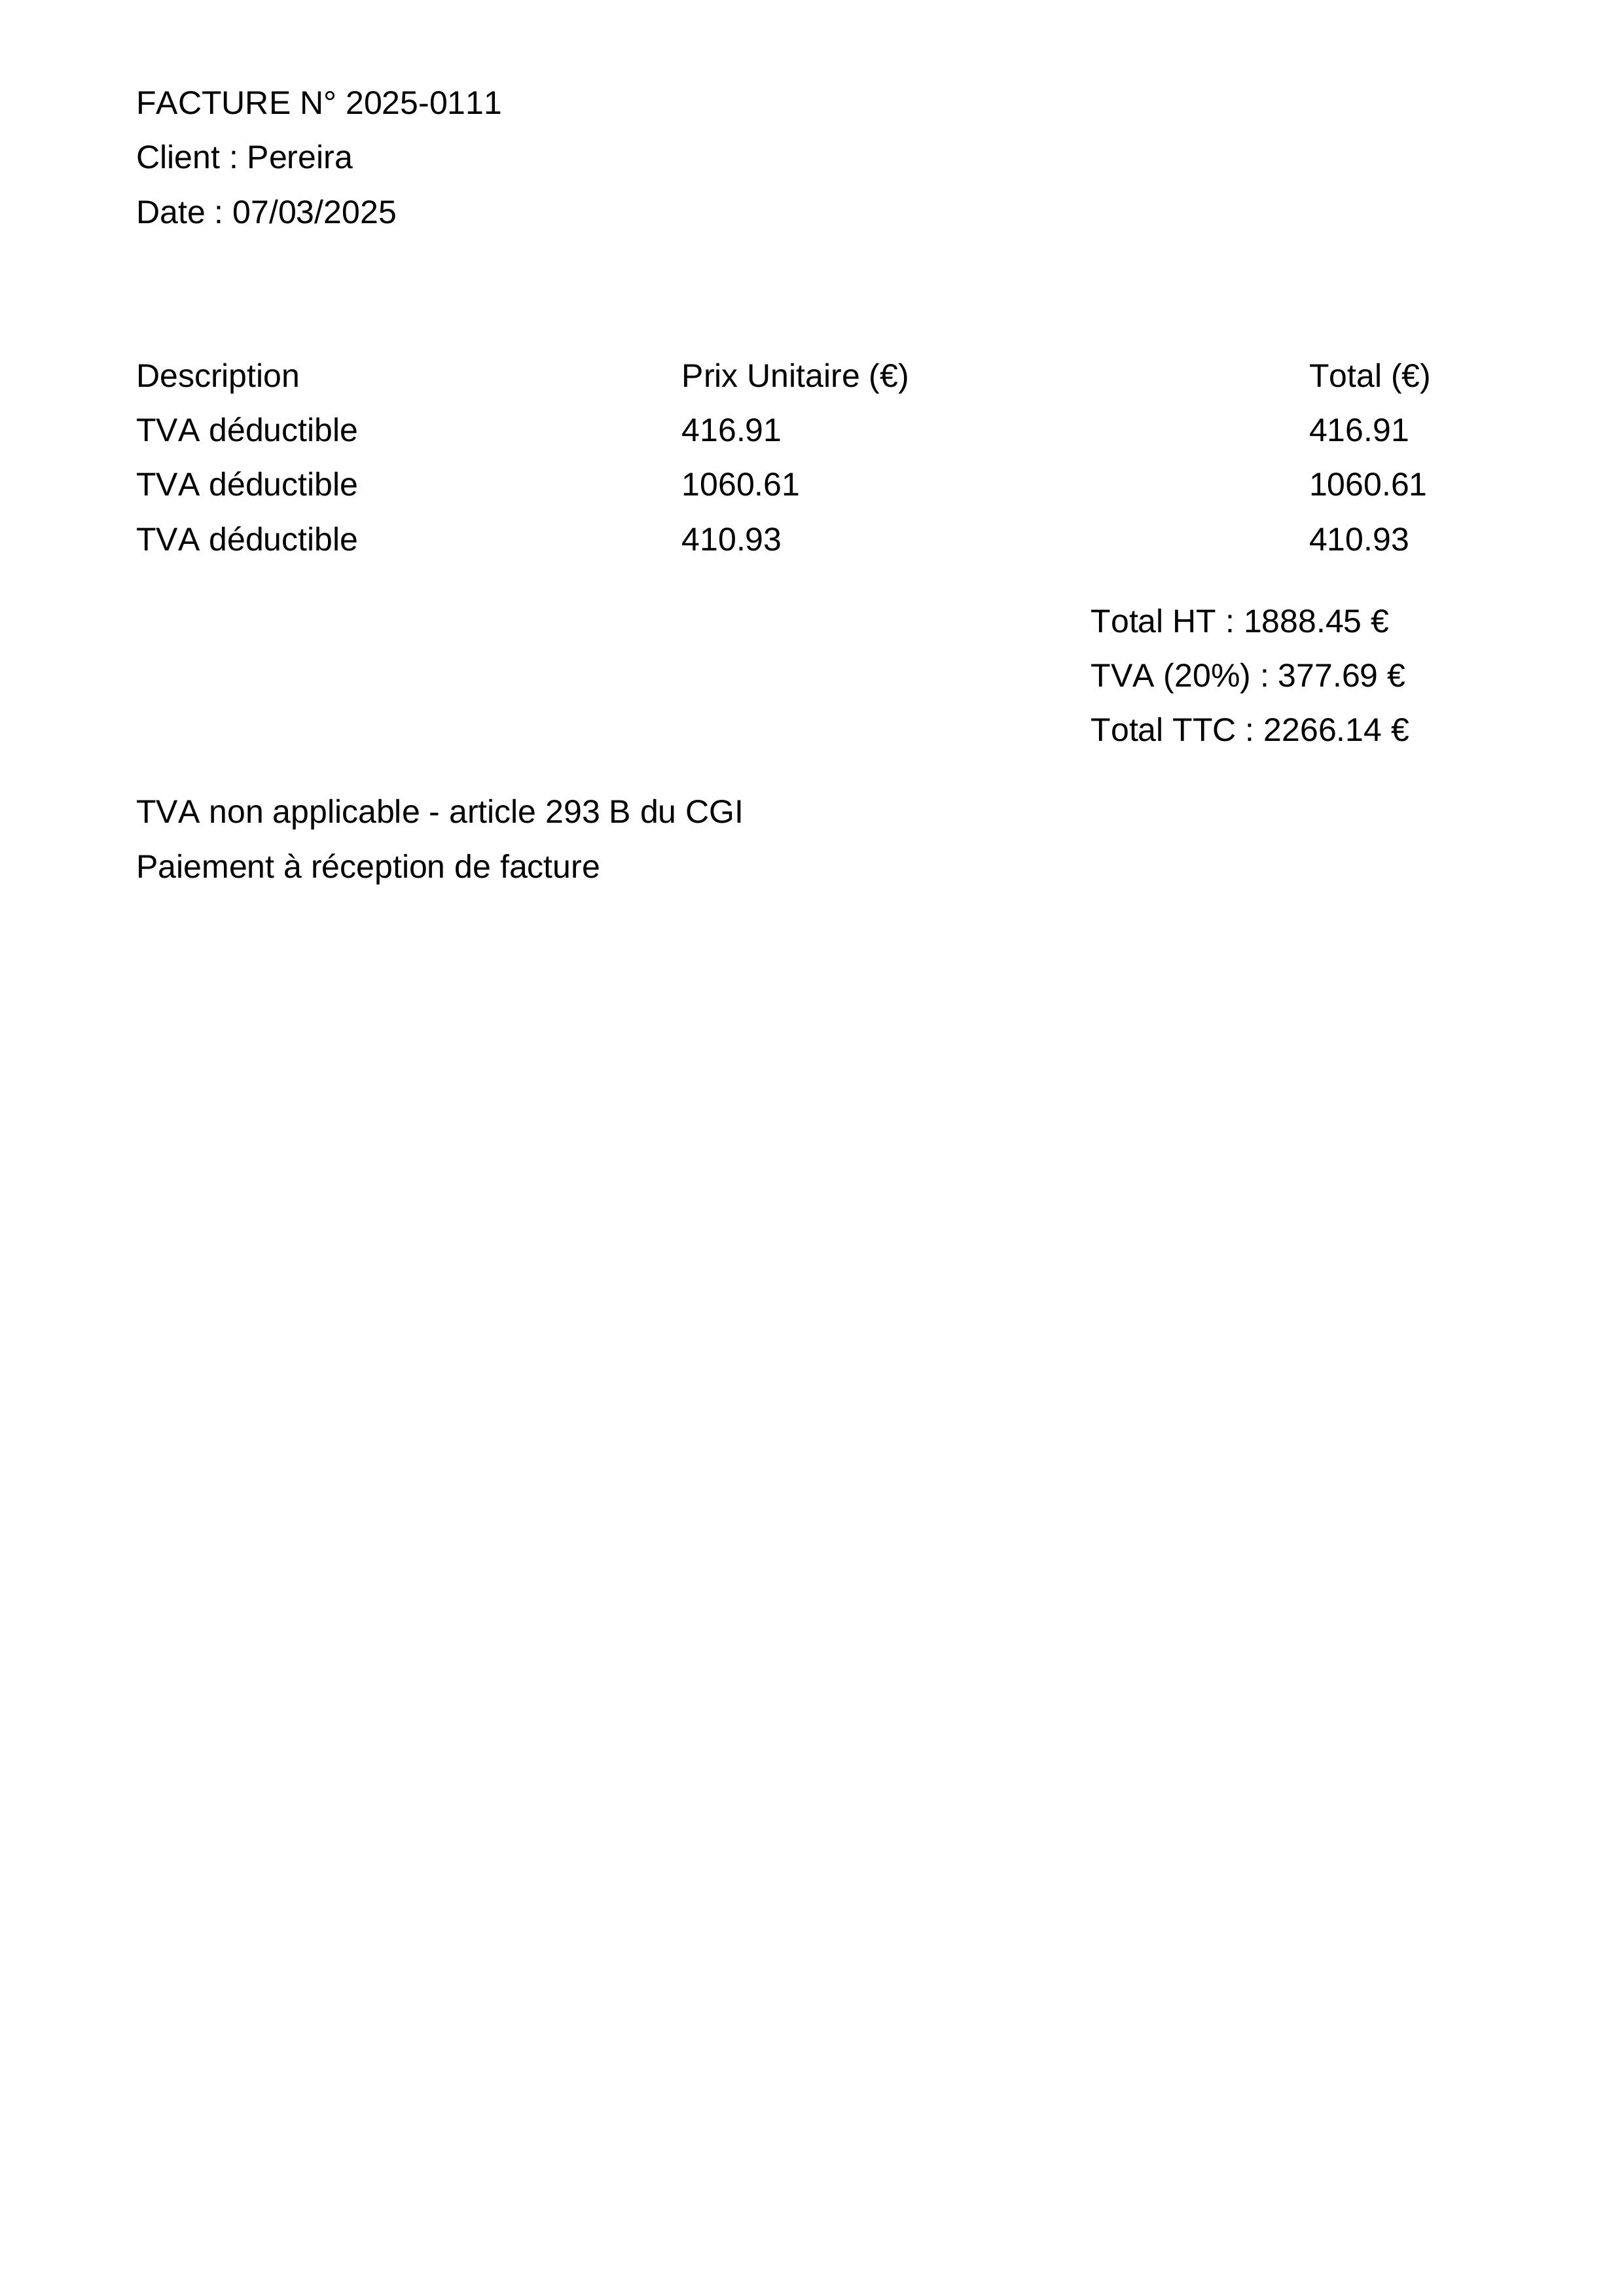 FACTURE N° 2025-0111
Client : Pereira
Date : 07/03/2025
Description Prix Unitaire (€) Total (€)
TVA déductible 416.91 416.91
TVA déductible 1060.61 1060.61
TVA déductible 410.93 410.93
Total HT : 1888.45 €
TVA (20%) : 377.69 €
Total TTC : 2266.14 €
TVA non applicable - article 293 B du CGI
Paiement à réception de facture